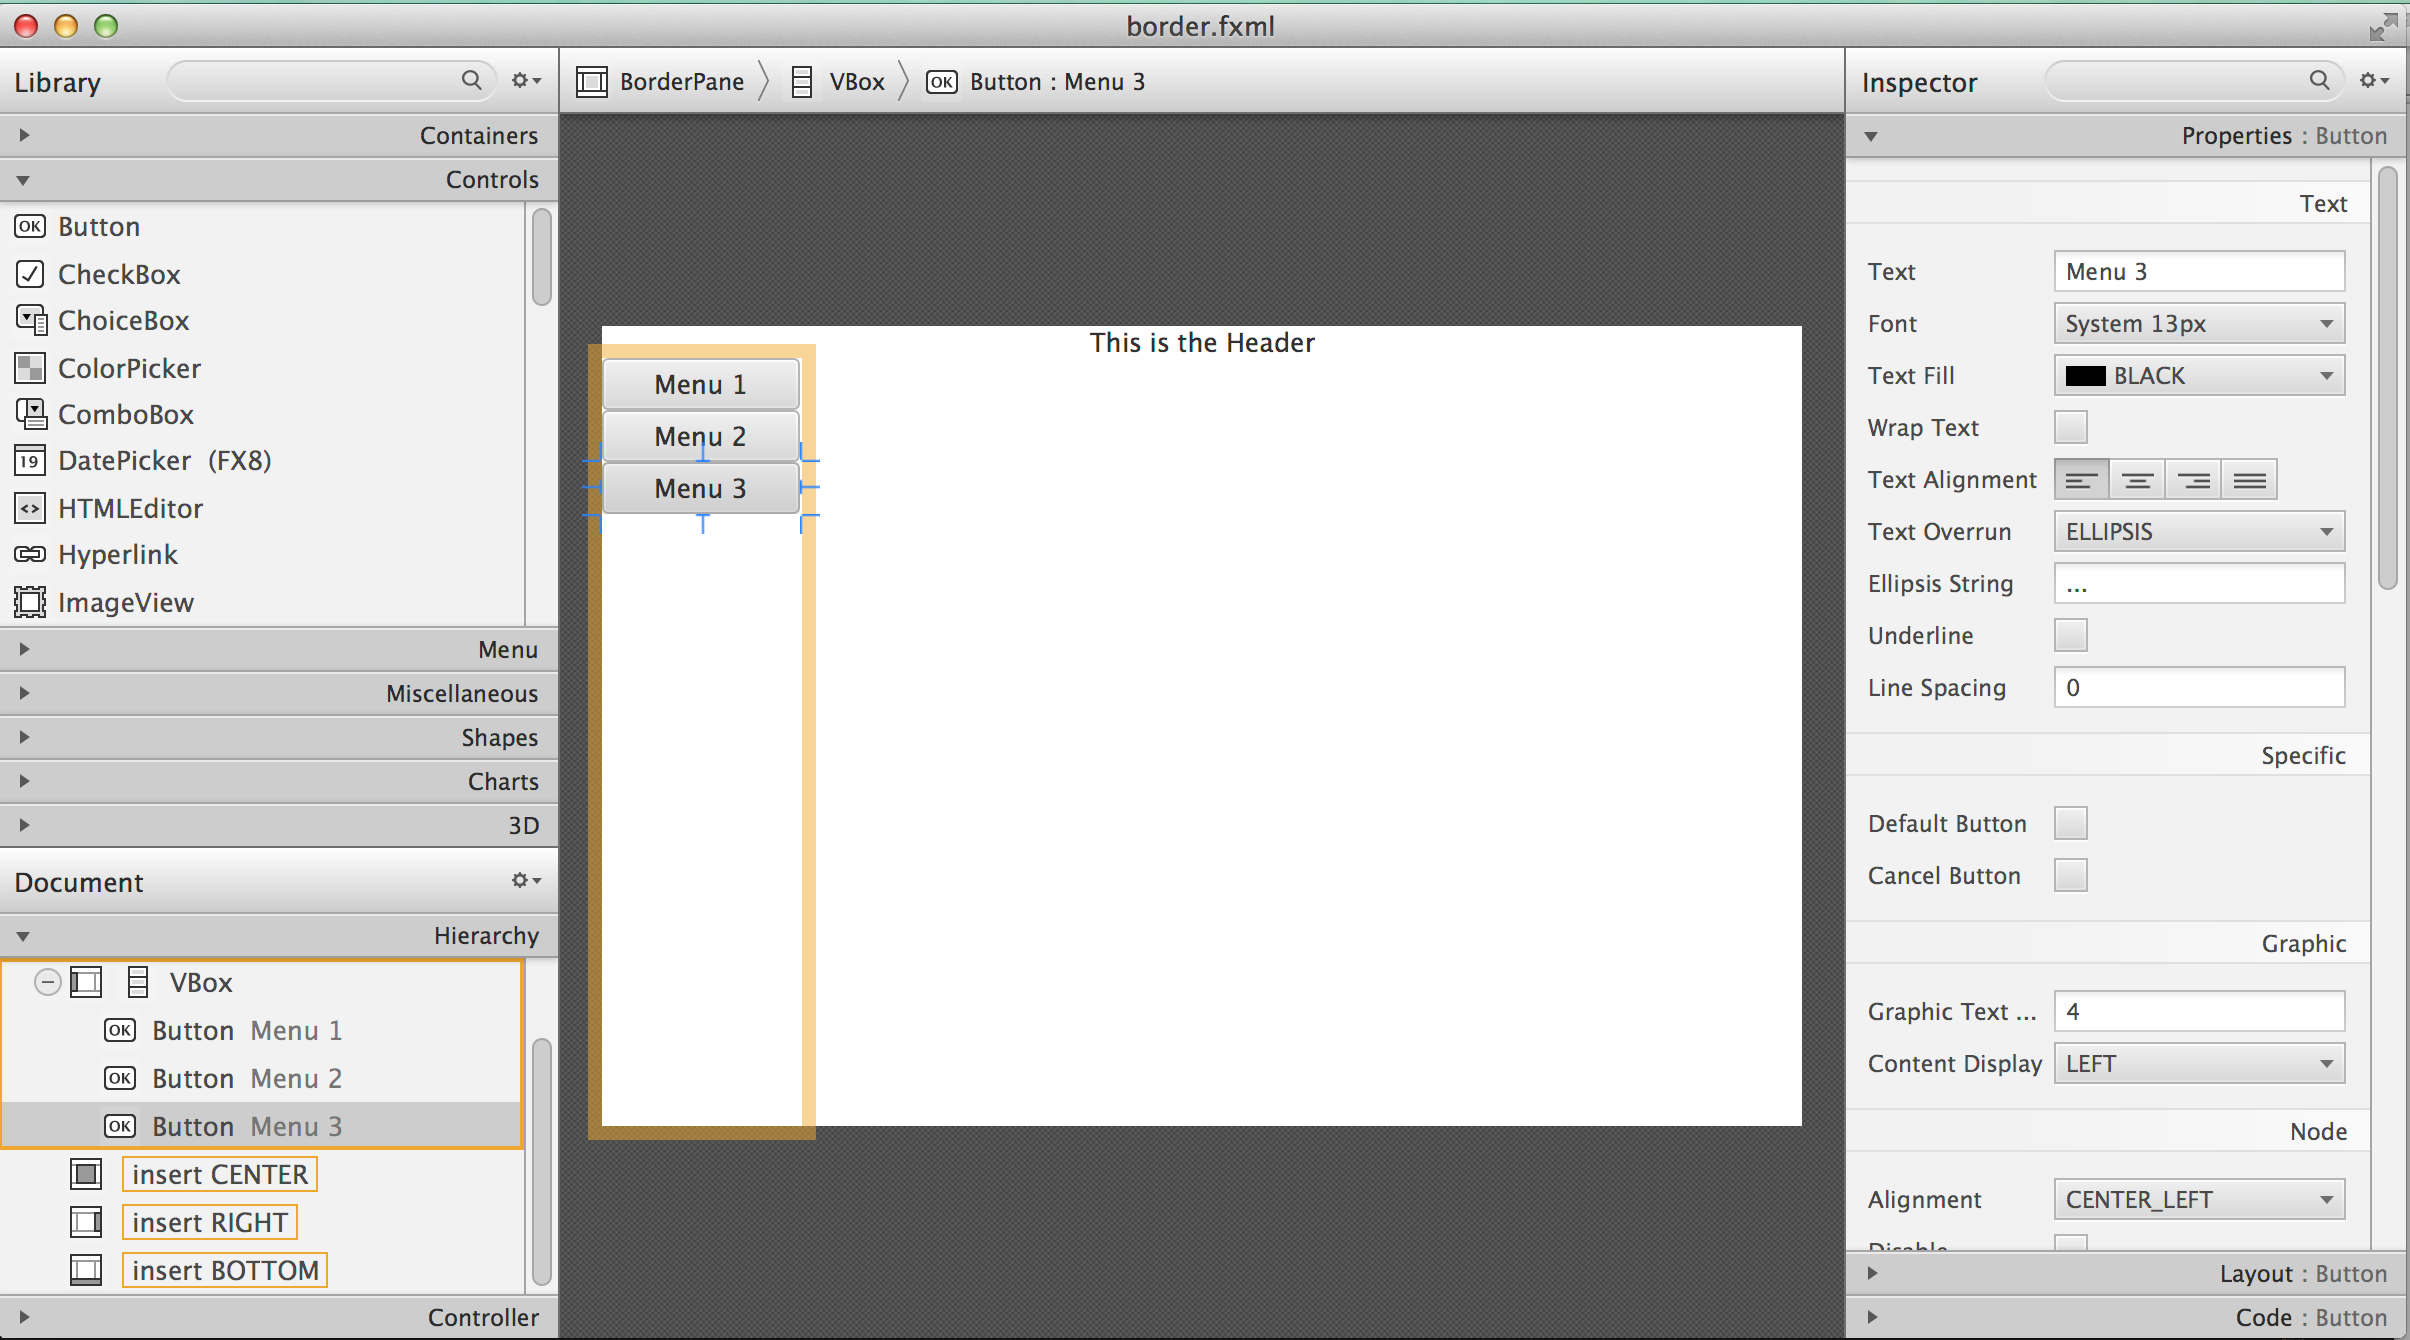 border.fxml
Library
Containers
Controls
OK Button
CheckBox
ChoiceBox
ColorPicker
ComboBox
19 DatePicker (FX8)
<> HTMLEditor
Hyperlink
ImageView
Menu
Miscellaneous
Shapes
Charts
3D
Document
Hierarchy
VBox
OK Button Menu 1
OK Button Menu 2
OK Button Menu 3
insert CENTER
insert RIGHT
insert BOTTOM
Controller
BorderPane VBox OK Button : Menu 3
This is the Header
Menu 1
Menu 2
Menu 3
Inspector
Properties : Button
Text
Text Menu 3
Font System 13px
Text Fill BLACK
Wrap Text
Text Alignment
Text Overrun ELLIPSIS
Ellipsis String ...
Underline
Line Spacing 0
Specific
Default Button
Cancel Button
Graphic
Graphic Text ... 4
Content Display LEFT
Node
Alignment CENTER_LEFT
Disable
Layout : Button
Code : Button